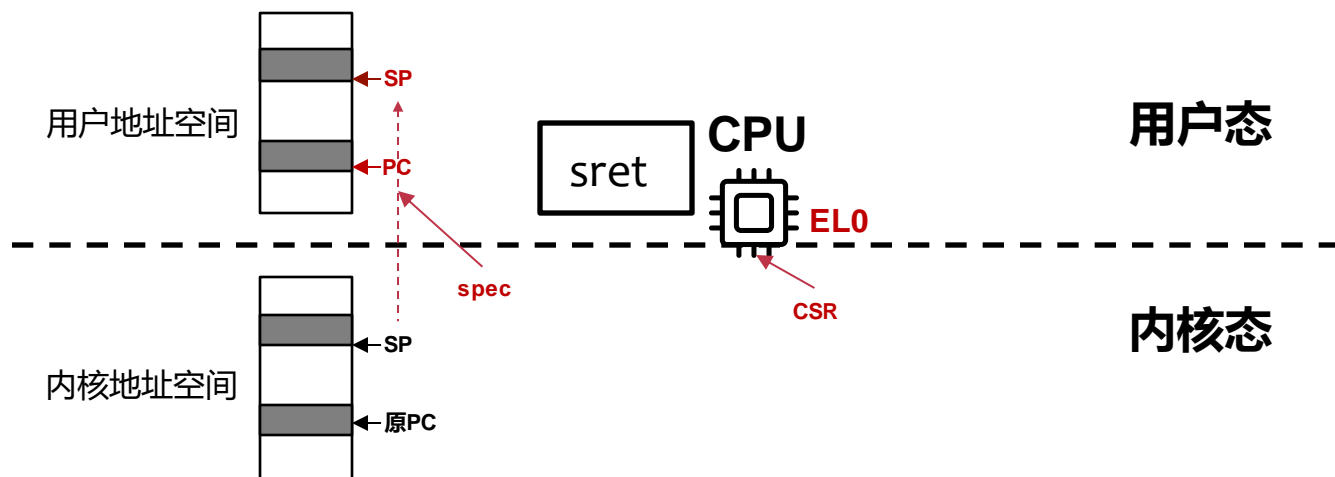 SP
用户地址空间
PC
sret
CPU
EL0
用户态
spec
CSR
SP
内核地址空间
原PC
内核态